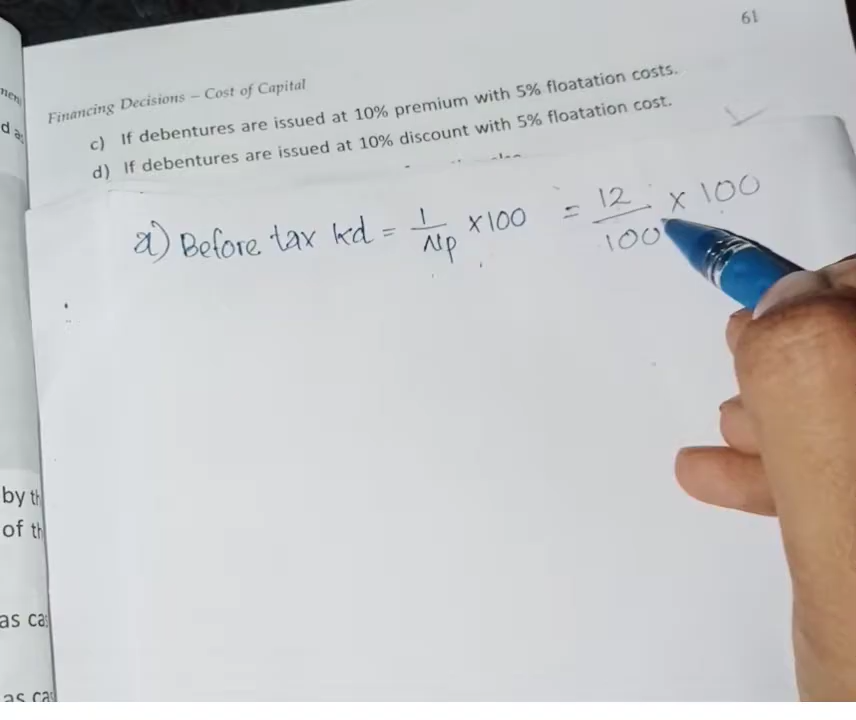 61
Financing Decisions – Cost of Capital
c) If debentures are issued at 10% premium with 5% floatation costs.
d) If debentures are issued at 10% discount with 5% floatation cost.
a) Before tax kd = I/Np × 100 = 12/100 × 100
by th
of th
as ca
as ca